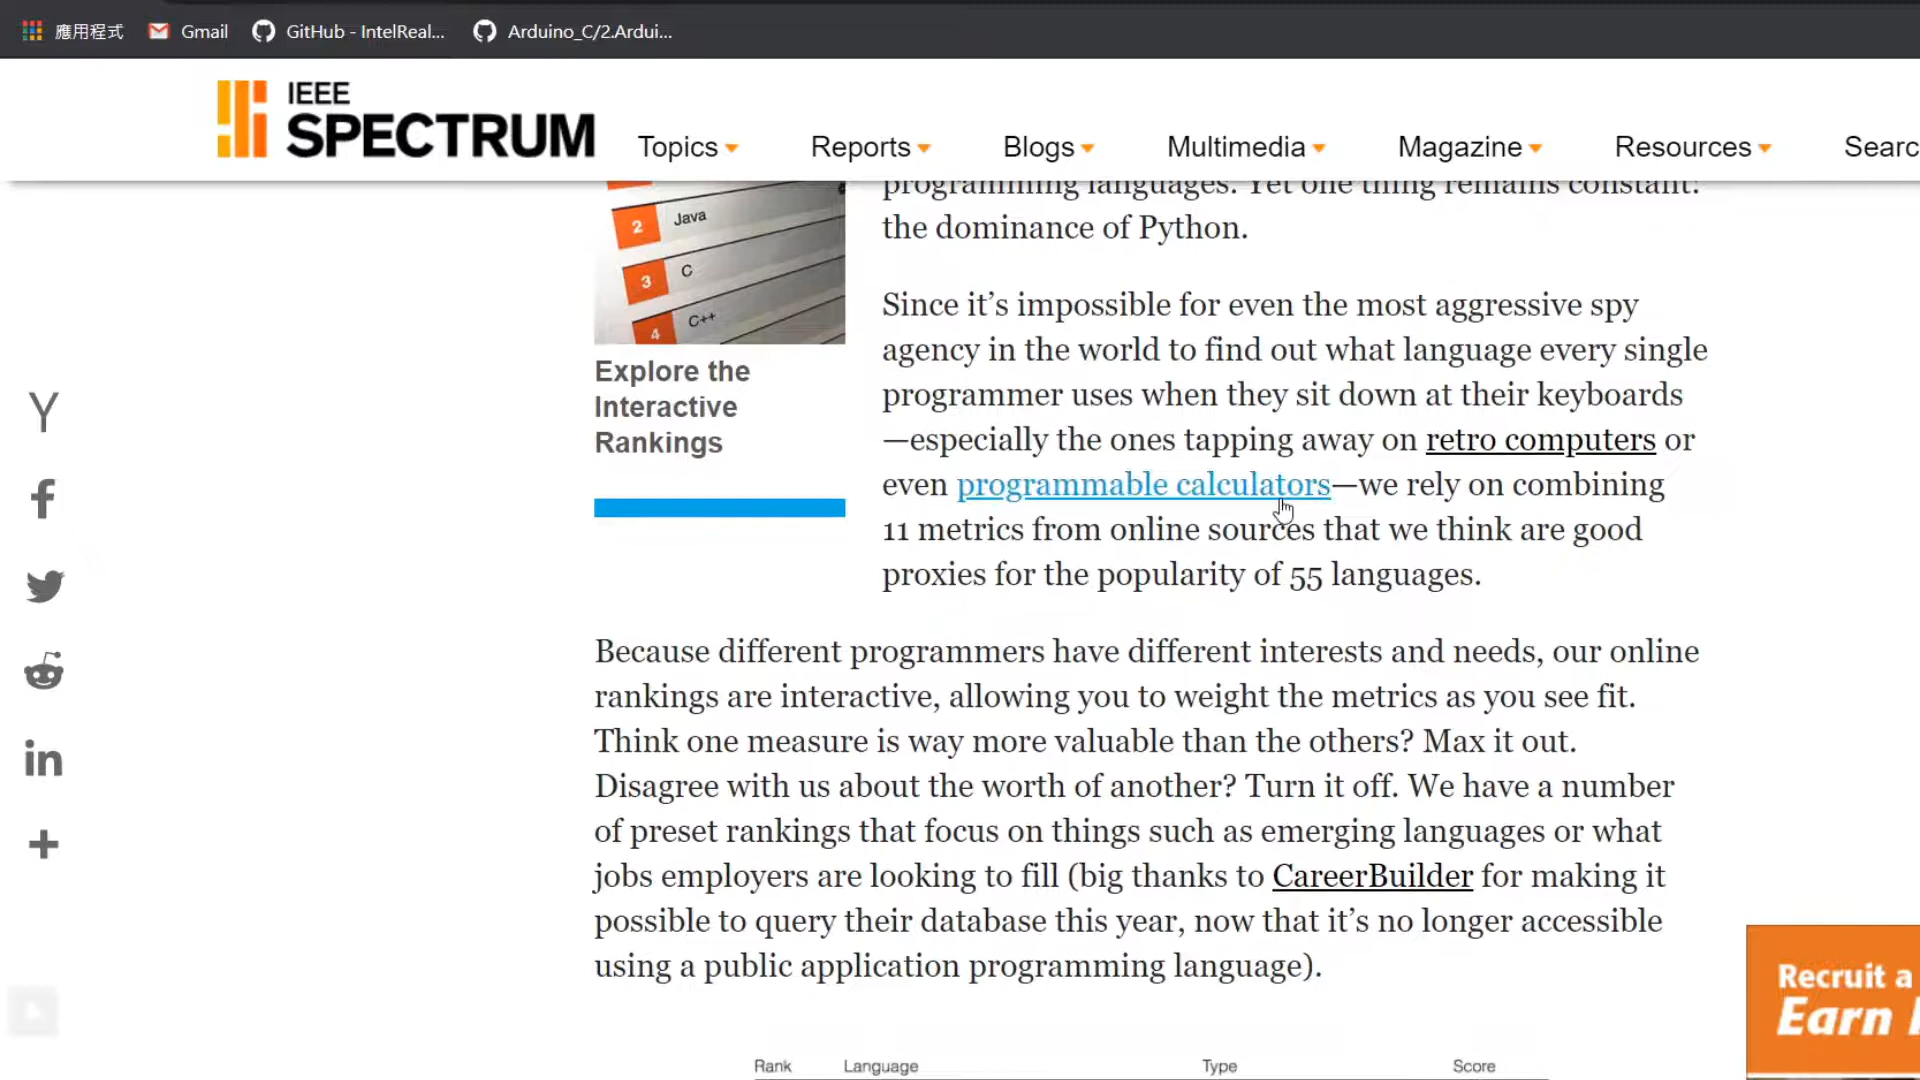 應用程式 Gmail GitHub - IntelReal... Arduino_C/2.Ardui...
IEEE
SPECTRUM
Topics Reports Blogs Multimedia Magazine Resources Searc
2 Java
3 C
4 C++
Explore the
Interactive
Rankings
programming languages. Yet one thing remains constant:
the dominance of Python.
Since it’s impossible for even the most aggressive spy
agency in the world to find out what language every single
programmer uses when they sit down at their keyboards
—especially the ones tapping away on retro computers or
even programmable calculators—we rely on combining
11 metrics from online sources that we think are good
proxies for the popularity of 55 languages.
Because different programmers have different interests and needs, our online
rankings are interactive, allowing you to weight the metrics as you see fit.
Think one measure is way more valuable than the others? Max it out.
Disagree with us about the worth of another? Turn it off. We have a number
of preset rankings that focus on things such as emerging languages or what
jobs employers are looking to fill (big thanks to CareerBuilder for making it
possible to query their database this year, now that it’s no longer accessible
using a public application programming language).
Rank Language Type Score
Recruit a
Earn